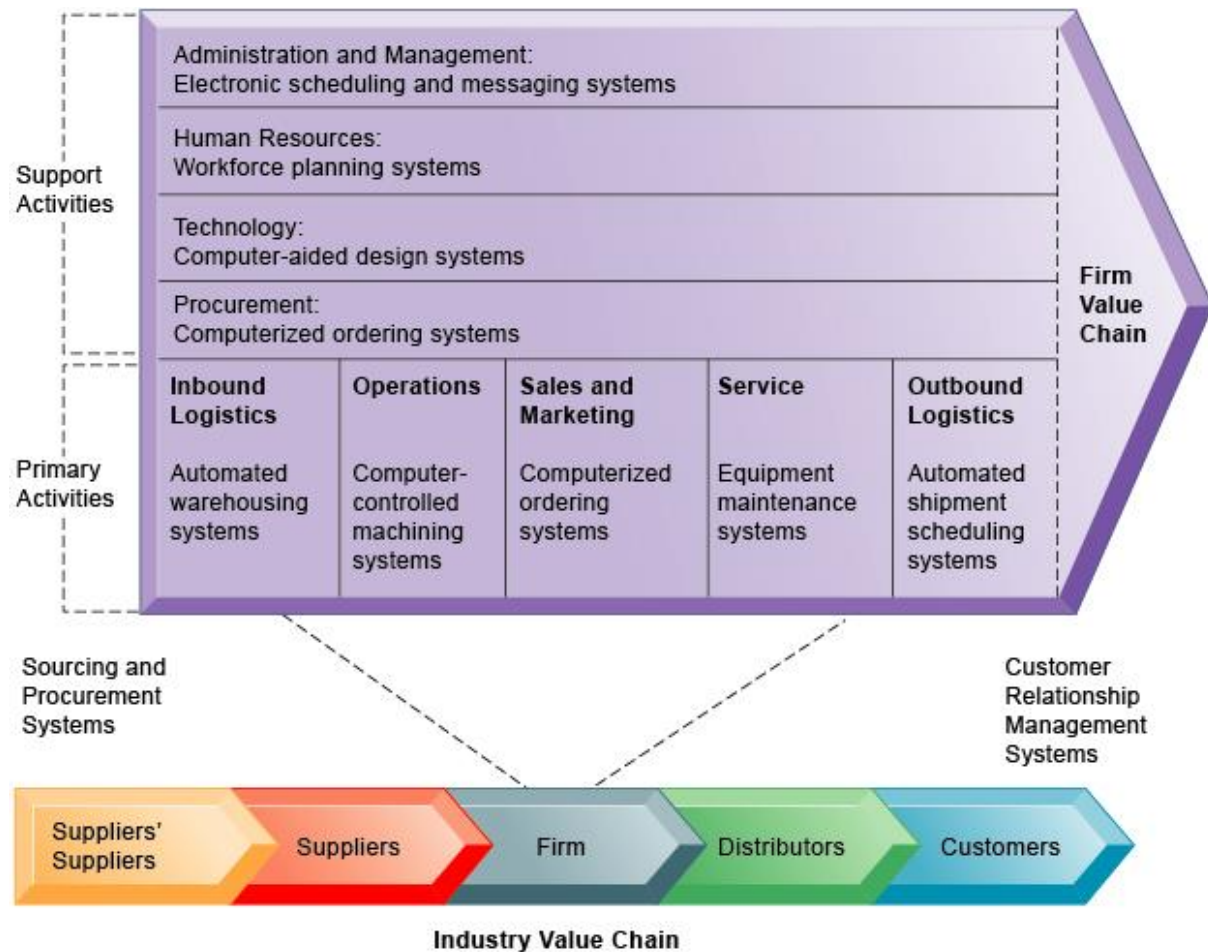 Administration and Management:
Electronic scheduling and messaging systems
Human Resources:
Workforce planning systems
Support
Activities
Technology:
Computer-aided design systems
Procurement:
Computerized ordering systems
Firm
Value
Chain
Primary
Activities
Inbound
Logistics
Automated
warehousing
systems
Operations
Computer-
controlled
machining
systems
Sales and
Marketing
Computerized
ordering
systems
Service
Equipment
maintenance
systems
Outbound
Logistics
Automated
shipment
scheduling
systems
Sourcing and
Procurement
Systems
Customer
Relationship
Management
Systems
Suppliers’
Suppliers
Suppliers
Firm
Distributors
Customers
Industry Value Chain